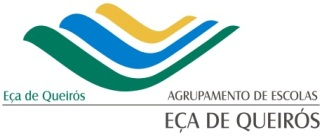 Eça de Queirós
AGRUPAMENTO DE ESCOLAS
EÇA DE QUEIRÓS